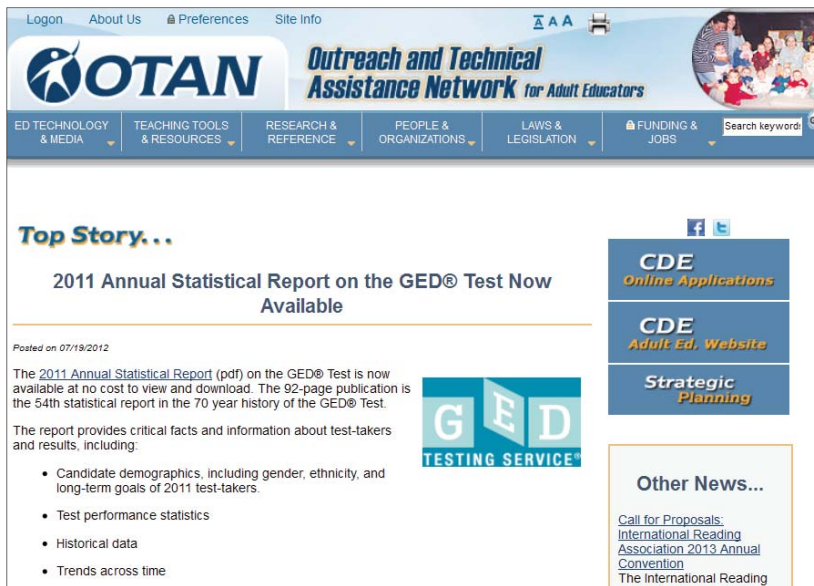 Logon About Us Preferences Site Info A A A
OTAN
Outreach and Technical
Assistance Network for Adult Educators
ED TECHNOLOGY
& MEDIA
TEACHING TOOLS
& RESOURCES
RESEARCH &
REFERENCE
PEOPLE &
ORGANIZATIONS
LAWS &
LEGISLATION
FUNDING &
JOBS
Search keyword
Top Story...
2011 Annual Statistical Report on the GED® Test Now
Available
Posted on 07/19/2012
The 2011 Annual Statistical Report (pdf) on the GED® Test is now
available at no cost to view and download. The 92-page publication is
the 54th statistical report in the 70 year history of the GED® Test.
The report provides critical facts and information about test-takers
and results, including:
• Candidate demographics, including gender, ethnicity, and
long-term goals of 2011 test-takers.
• Test performance statistics
• Historical data
• Trends across time
GED
TESTING SERVICE®
f t
CDE
Online Applications
CDE
Adult Ed. Website
Strategic
Planning
Other News...
Call for Proposals:
International Reading
Association 2013 Annual
Convention
The International Reading